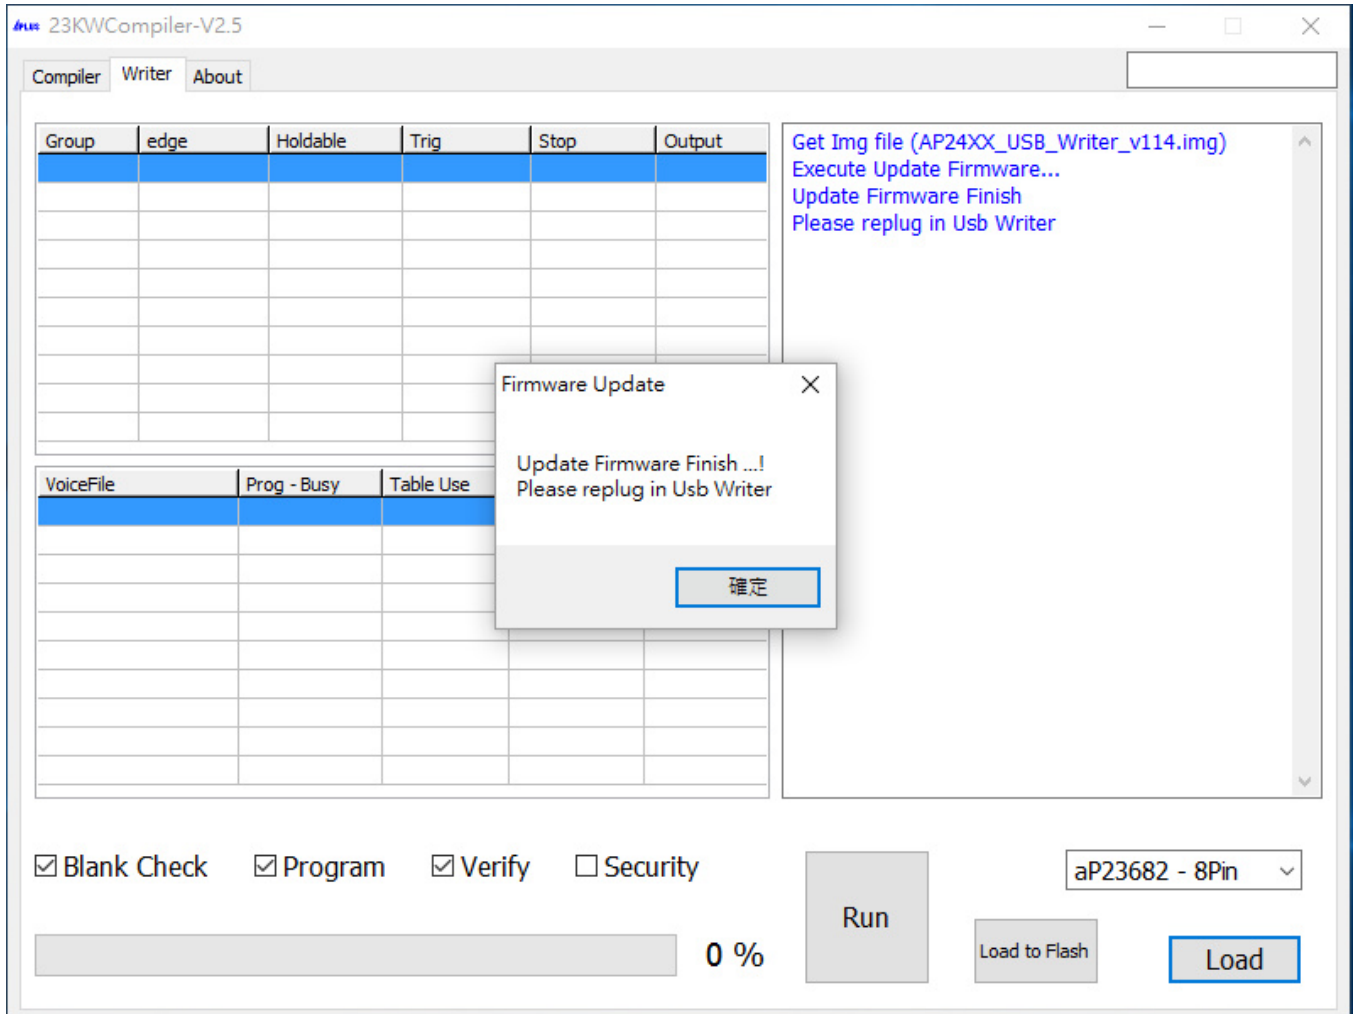 APLUS 23KWCompiler-V2.5
Compiler Writer About
Group edge Holdable Trig Stop Output
Get Img file (AP24XX_USB_Writer_v114.img)
Execute Update Firmware...
Update Firmware Finish
Please replug in Usb Writer
Firmware Update
Update Firmware Finish ...!
Please replug in Usb Writer
確定
VoiceFile Prog - Busy Table Use
Blank Check Program Verify Security
0 %
Run
aP23682 - 8Pin
Load to Flash
Load